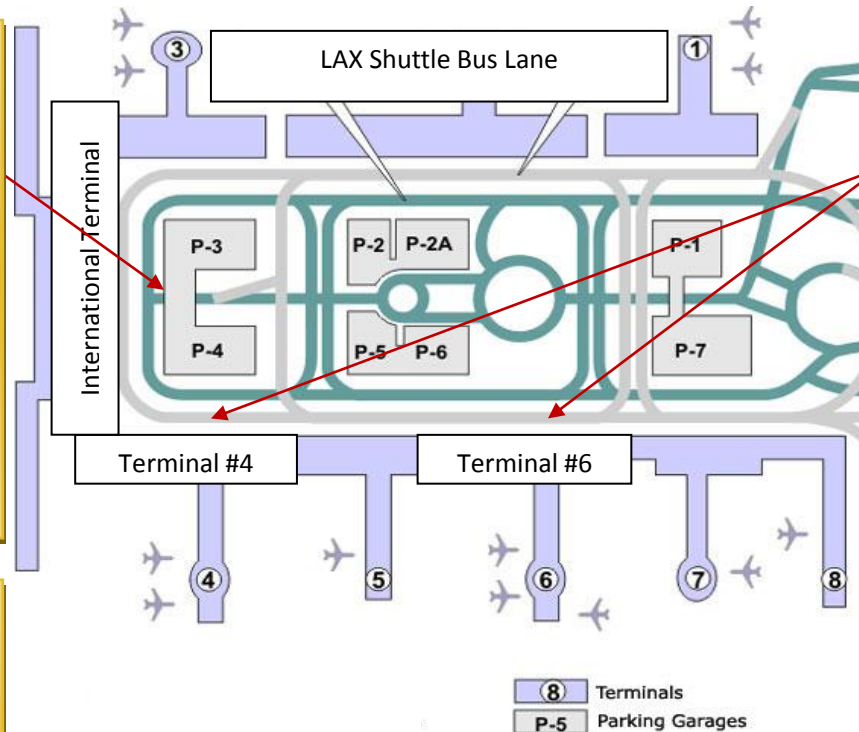 3
1
LAX Shuttle Bus Lane
International Terminal
P-3
P-2
P-2A
P-1
P-4
P-5
P-6
P-7
Terminal #4
Terminal #6
4
5
6
7
8
8 Terminals
P-5 Parking Garages